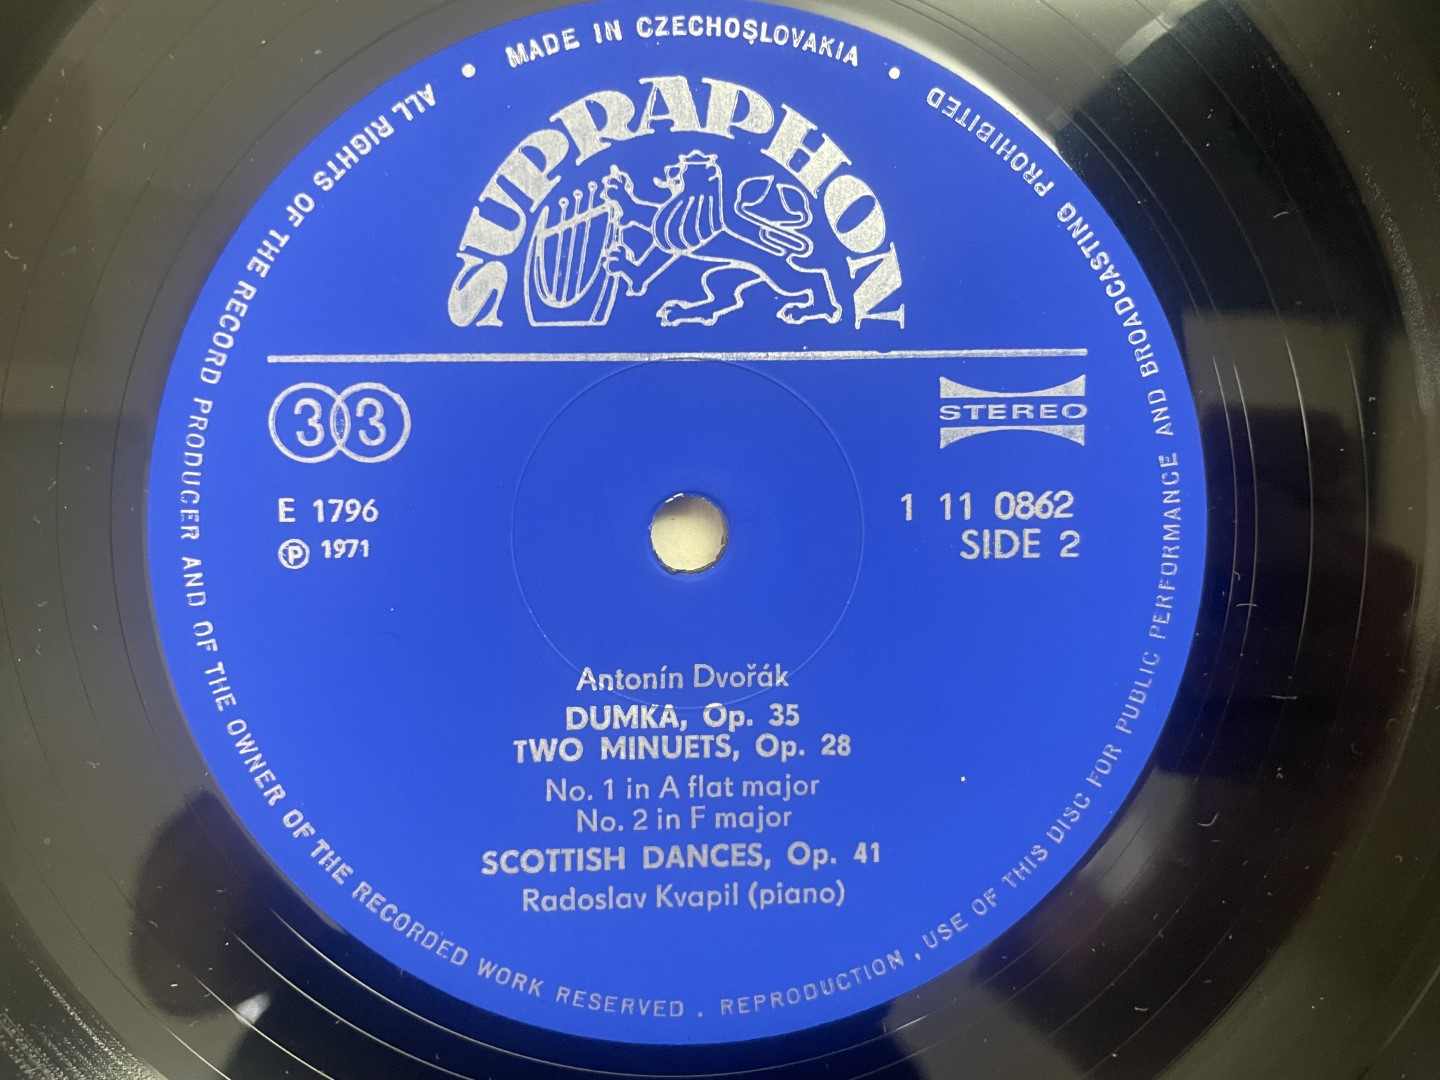 MADE IN CZECHOSLOVAKIA
ALL RIGHTS OF THE RECORD PRODUCER AND OF THE OWNER OF THE RECORDED WORK RESERVED . REPRODUCTION , USE OF THIS DISC FOR PUBLIC PERFORMANCE AND BROADCASTING PROHIBITED
SUPRAPHON
33
STEREO
E 1796
1 11 0862
℗ 1971
SIDE 2
Antonín Dvořák
DUMKA, Op. 35
TWO MINUETS, Op. 28
No. 1 in A flat major
No. 2 in F major
SCOTTISH DANCES, Op. 41
Radoslav Kvapil (piano)